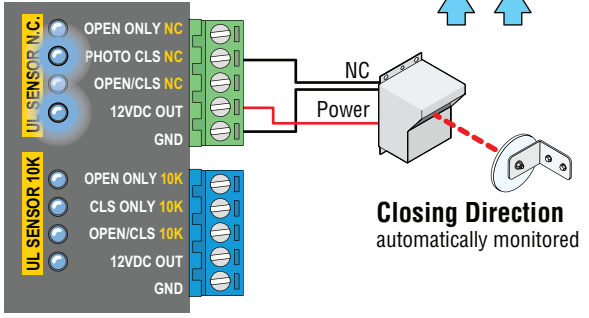 UL SENSOR N.C.
OPEN ONLY NC
PHOTO CLS NC
OPEN/CLS NC
12VDC OUT
GND
NC
Power
UL SENSOR 10K
OPEN ONLY 10K
CLS ONLY 10K
OPEN/CLS 10K
12VDC OUT
GND
Closing Direction
automatically monitored